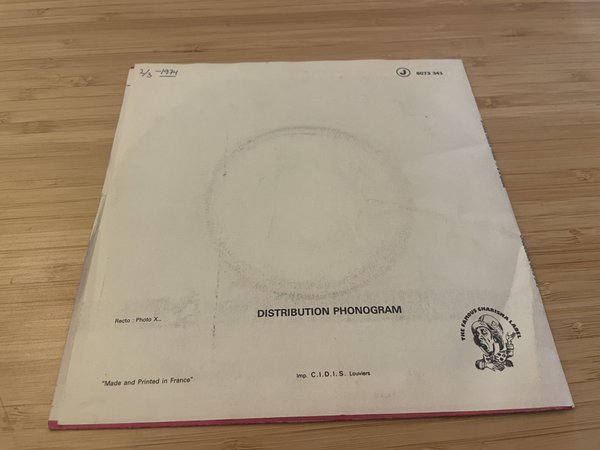 2/3 -1974
J 6073 341
DISTRIBUTION PHONOGRAM
Recto : Photo X..
THE FAMOUS CHARISMA LABEL
"Made and Printed in France"
Imp. C.I.D.I.S. Louviers